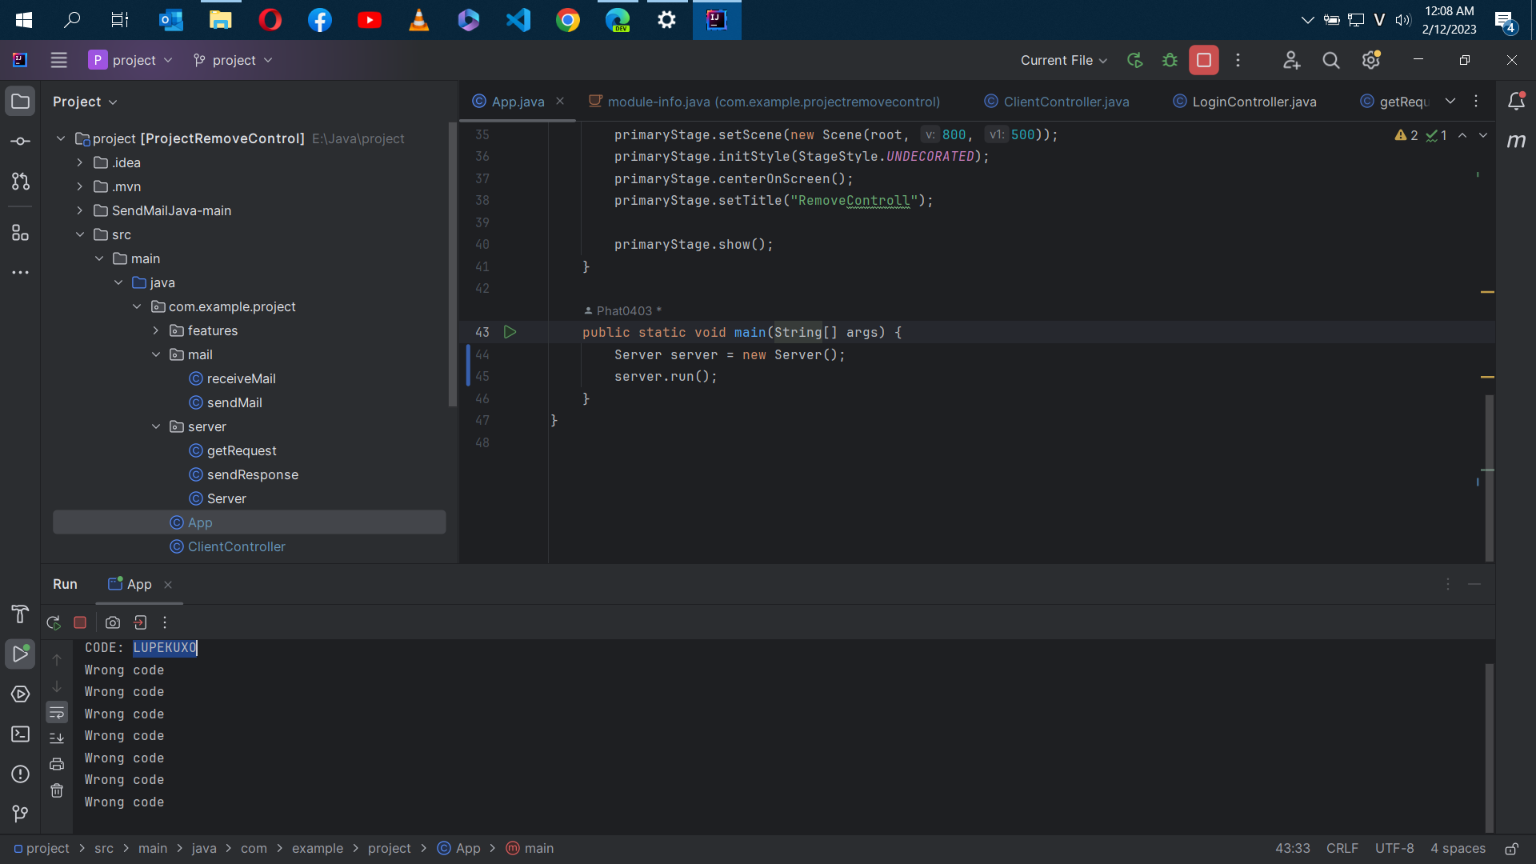 12:08 AM
V
2/12/2023
4
P project
project
Current File
Project
App.java
module-info.java (com.example.projectremovecontrol)
ClientController.java
LoginController.java
getRequ
m
project [ProjectRemoveControl] E:\Java\project
.idea
.mvn
SendMailJava-main
src
main
java
com.example.project
features
mail
receiveMail
sendMail
server
getRequest
sendResponse
Server
App
ClientController
35 primaryStage.setScene(new Scene(root, v: 800, v1: 500));
2 1
36 primaryStage.initStyle(StageStyle.UNDECORATED);
37 primaryStage.centerOnScreen();
38 primaryStage.setTitle("RemoveControll");
39
40 primaryStage.show();
41 }
42
Phat0403 *
43 public static void main(String[] args) {
44 Server server = new Server();
45 server.run();
46 }
47 }
48
Run
App
CODE: LUPEKUXO
Wrong code
Wrong code
Wrong code
Wrong code
Wrong code
Wrong code
Wrong code
project > src > main > java > com > example > project > App > main
43:33 CRLF UTF-8 4 spaces